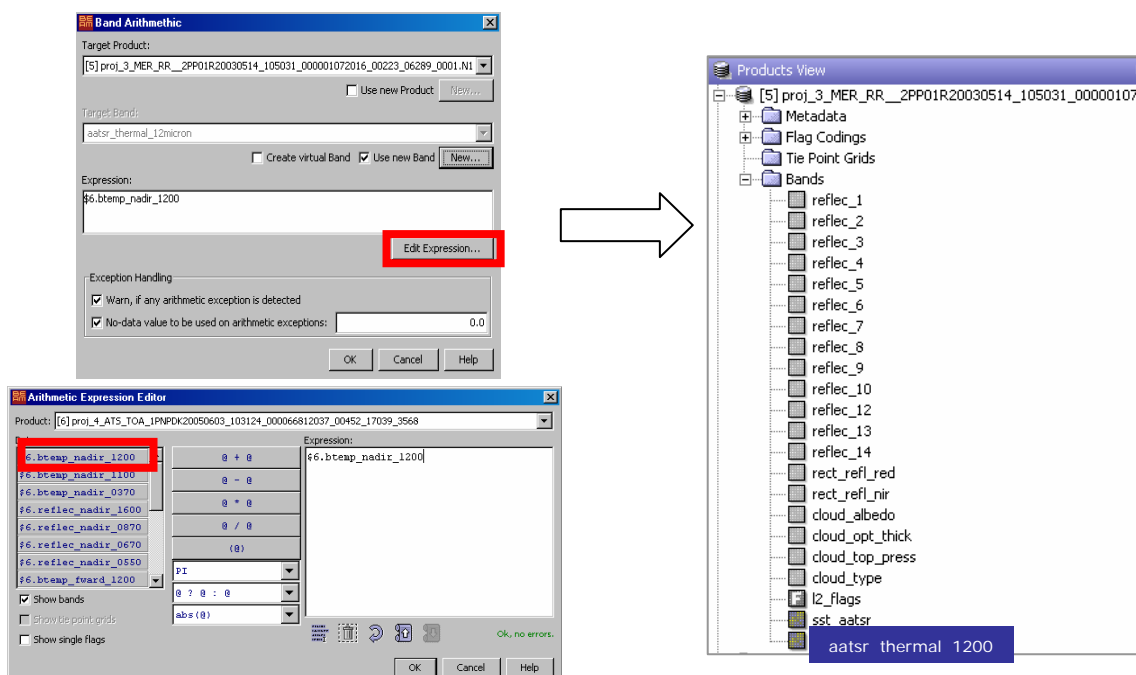 Band Arithmethic
Target Product:
[5] proj_3_MER_RR__2PP01R20030514_105031_000001072016_00223_06289_0001.N1
Use new Product New...
Target Band:
aatsr_thermal_12micron
Create virtual Band Use new Band New...
Expression:
$6.btemp_nadir_1200
Edit Expression...
Exception Handling
Warn, if any arithmetic exception is detected
No-data value to be used on arithmetic exceptions: 0.0
OK Cancel Help
Arithmetic Expression Editor
Product: [6] proj_4_ATS_TOA_1PNPDK20050603_103124_000066812037_00452_17039_3568
Expression:
$6.btemp_nadir_1200
$6.btemp_nadir_1100
$6.btemp_nadir_0370
$6.reflec_nadir_1600
$6.reflec_nadir_0870
$6.reflec_nadir_0670
$6.reflec_nadir_0550
$6.btemp_fward_1200
Show bands
Show tie point grids
Show single flags
@ + @
@ - @
@ * @
@ / @
(@)
PI
@ ? @ : @
abs(@)
$6.btemp_nadir_1200
Ok, no errors.
OK Cancel Help
Products View
[5] proj_3_MER_RR__2PP01R20030514_105031_00000107
Metadata
Flag Codings
Tie Point Grids
Bands
reflec_1
reflec_2
reflec_3
reflec_4
reflec_5
reflec_6
reflec_7
reflec_8
reflec_9
reflec_10
reflec_12
reflec_13
reflec_14
rect_refl_red
rect_refl_nir
cloud_albedo
cloud_opt_thick
cloud_top_press
cloud_type
l2_flags
sst_aatsr
aatsr thermal 1200